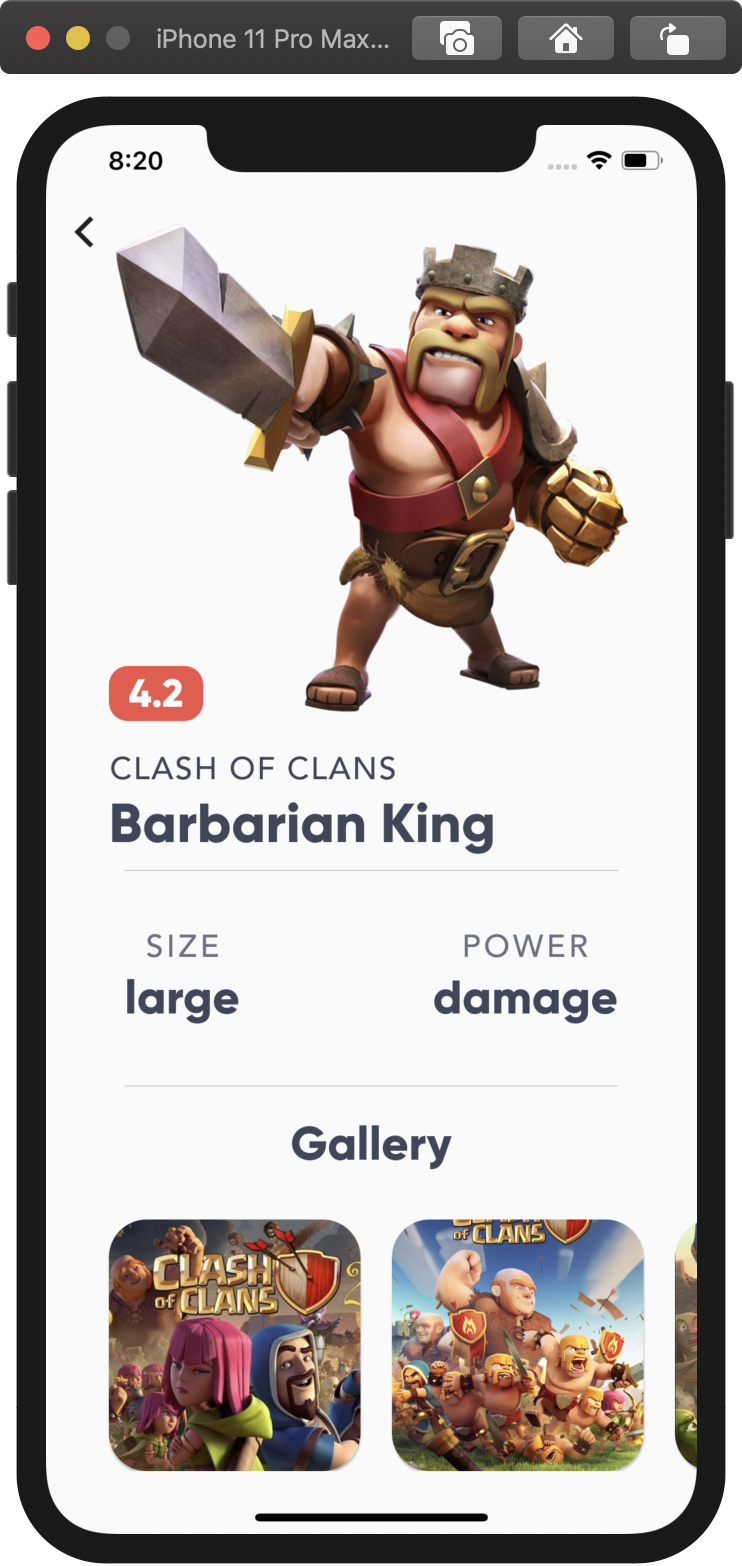 iPhone 11 Pro Max...
8:20
4.2
CLASH OF CLANS
Barbarian King
SIZE
large
POWER
damage
Gallery
CLASH
OF CLANS
OF CLANS